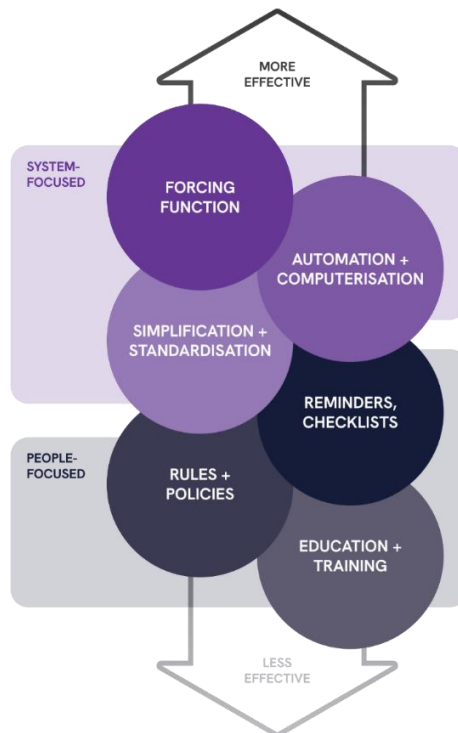 MORE
EFFECTIVE
SYSTEM-
FOCUSED
FORCING
FUNCTION
AUTOMATION +
COMPUTERISATION
SIMPLIFICATION +
STANDARDISATION
REMINDERS,
CHECKLISTS
PEOPLE-
FOCUSED
RULES +
POLICIES
EDUCATION +
TRAINING
LESS
EFFECTIVE